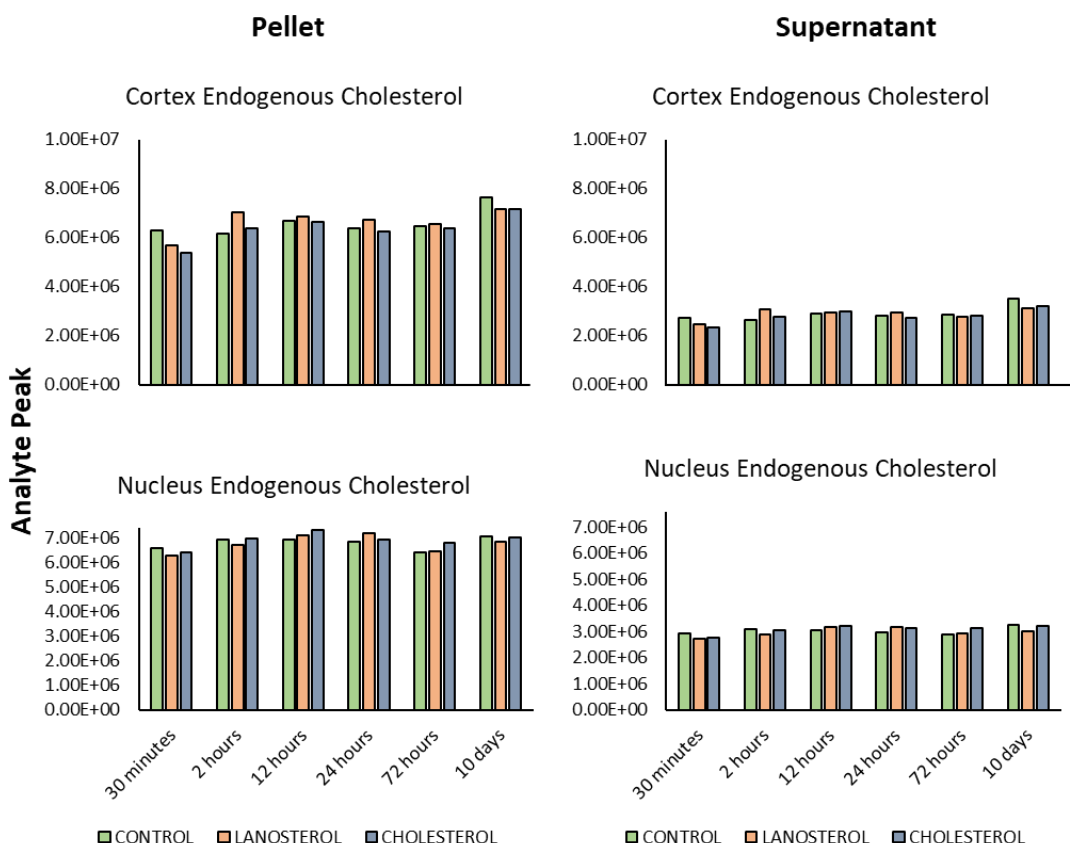 Pellet
Supernatant
Cortex Endogenous Cholesterol
1.00E+07
8.00E+06
6.00E+06
4.00E+06
2.00E+06
0.00E+00
Cortex Endogenous Cholesterol
1.00E+07
8.00E+06
6.00E+06
4.00E+06
2.00E+06
0.00E+00
Analyte Peak
Nucleus Endogenous Cholesterol
7.00E+06
6.00E+06
5.00E+06
4.00E+06
3.00E+06
2.00E+06
1.00E+06
0.00E+00
30 minutes
2 hours
12 hours
24 hours
72 hours
10 days
CONTROL LANOSTEROL CHOLESTEROL
Nucleus Endogenous Cholesterol
7.00E+06
6.00E+06
5.00E+06
4.00E+06
3.00E+06
2.00E+06
1.00E+06
0.00E+00
30 minutes
2 hours
12 hours
24 hours
72 hours
10 days
CONTROL LANOSTEROL CHOLESTEROL